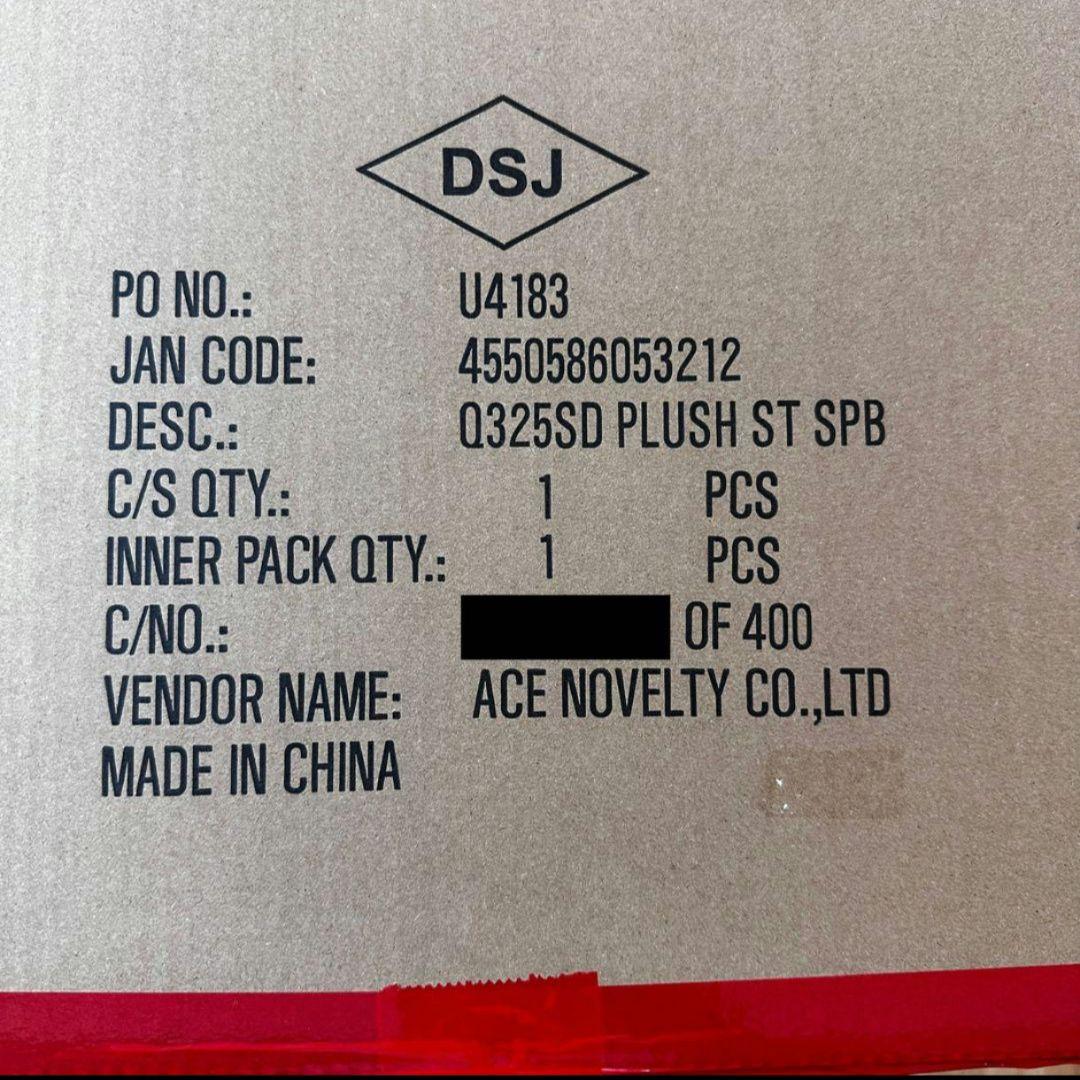 DSJ
PO NO.: U4183
JAN CODE: 4550586053212
DESC.: Q325SD PLUSH ST SPB
C/S QTY.: 1 PCS
INNER PACK QTY.: 1 PCS
C/NO.: OF 400
VENDOR NAME: ACE NOVELTY CO.,LTD
MADE IN CHINA